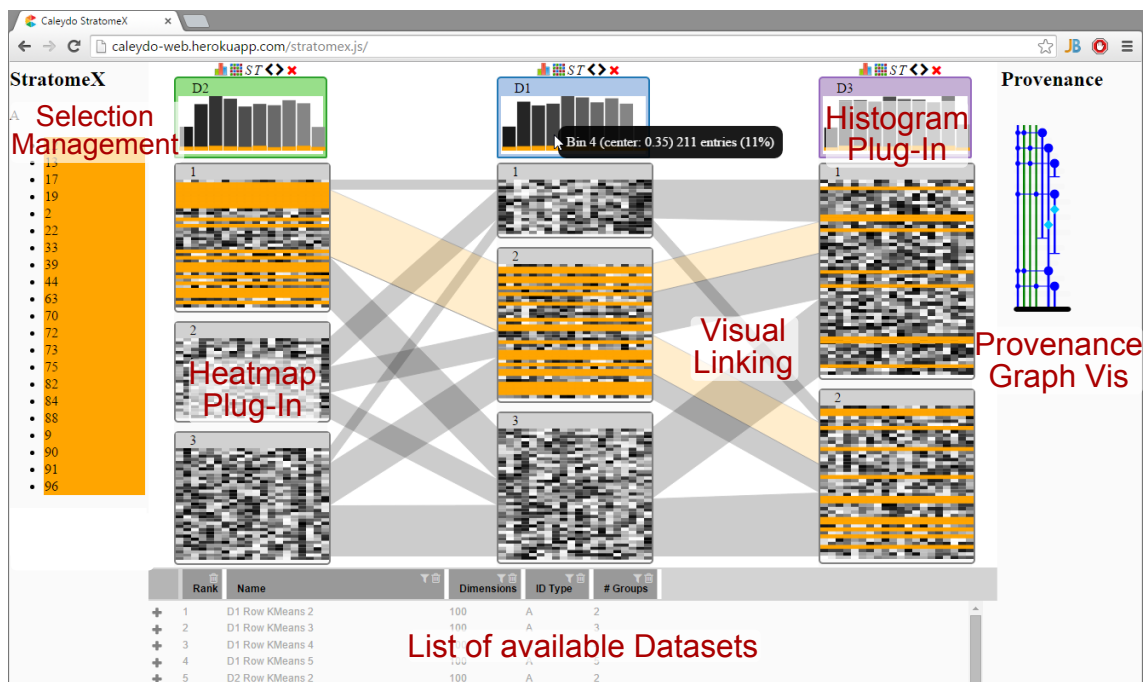 Caleydo StratomeX
caleydo-web.herokuapp.com/stratomex.js/
JB
StratomeX
A
Selection
Management
13
17
19
2
22
33
39
44
63
70
72
73
75
82
84
88
9
90
91
96
ST
D2
1
2
3
Heatmap
Plug-In
ST
D1
Bin 4 (center: 0.35) 211 entries (11%)
1
2
3
Visual
Linking
ST
D3
Histogram
Plug-In
1
2
Provenance
Provenance
Graph Vis
Rank Name Dimensions ID Type # Groups
1 D1 Row KMeans 2 100 A 2
2 D1 Row KMeans 3 100 A 3
3 D1 Row KMeans 4
4 D1 Row KMeans 5
5 D2 Row KMeans 2 100 A 2
List of available Datasets